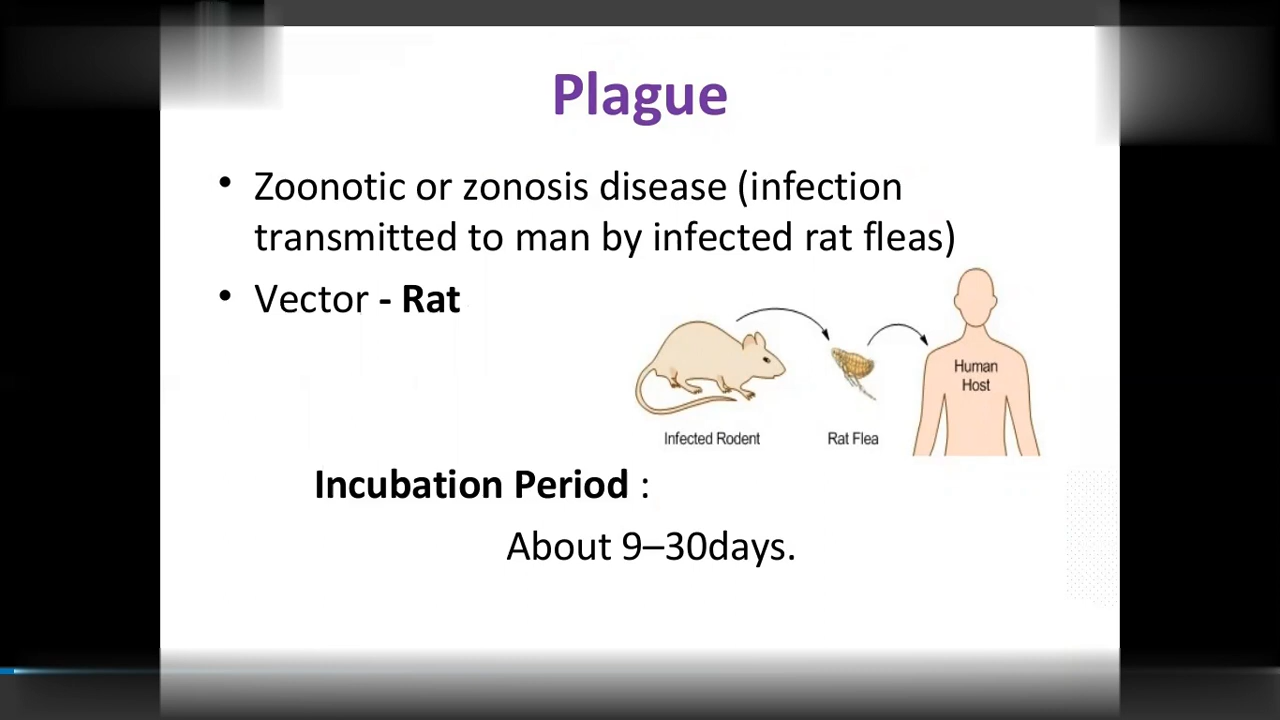 Plague
• Zoonotic or zonosis disease (infection
transmitted to man by infected rat fleas)
• Vector - Rat
Human
Host
Infected Rodent
Rat Flea
Incubation Period :
About 9–30days.